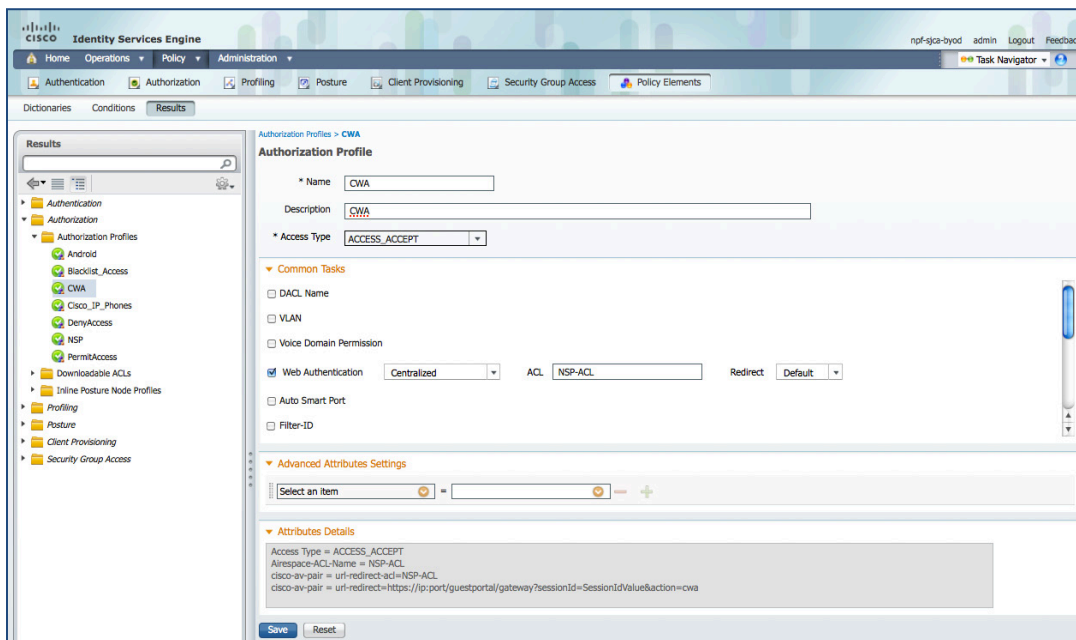 CISCO Identity Services Engine
npf-sjca-byod admin Logout Feedbac
Home Operations Policy Administration
Task Navigator
Authentication Authorization Profiling Posture Client Provisioning Security Group Access Policy Elements
Dictionaries Conditions Results
Results
Authentication
Authorization
Authorization Profiles
Android
Blacklist_Access
CWA
Cisco_IP_Phones
DenyAccess
NSP
PermitAccess
Downloadable ACLs
Inline Posture Node Profiles
Profiling
Posture
Client Provisioning
Security Group Access
Authorization Profiles > CWA
Authorization Profile
* Name CWA
Description CWA
* Access Type ACCESS_ACCEPT
Common Tasks
DACL Name
VLAN
Voice Domain Permission
Web Authentication Centralized ACL NSP-ACL Redirect Default
Auto Smart Port
Filter-ID
Advanced Attributes Settings
Select an item =
Attributes Details
Access Type = ACCESS_ACCEPT
Airespace-ACL-Name = NSP-ACL
cisco-av-pair = url-redirect-acl=NSP-ACL
cisco-av-pair = url-redirect=https://ip:port/guestportal/gateway?sessionId=SessionIdValue&action=cwa
Save Reset